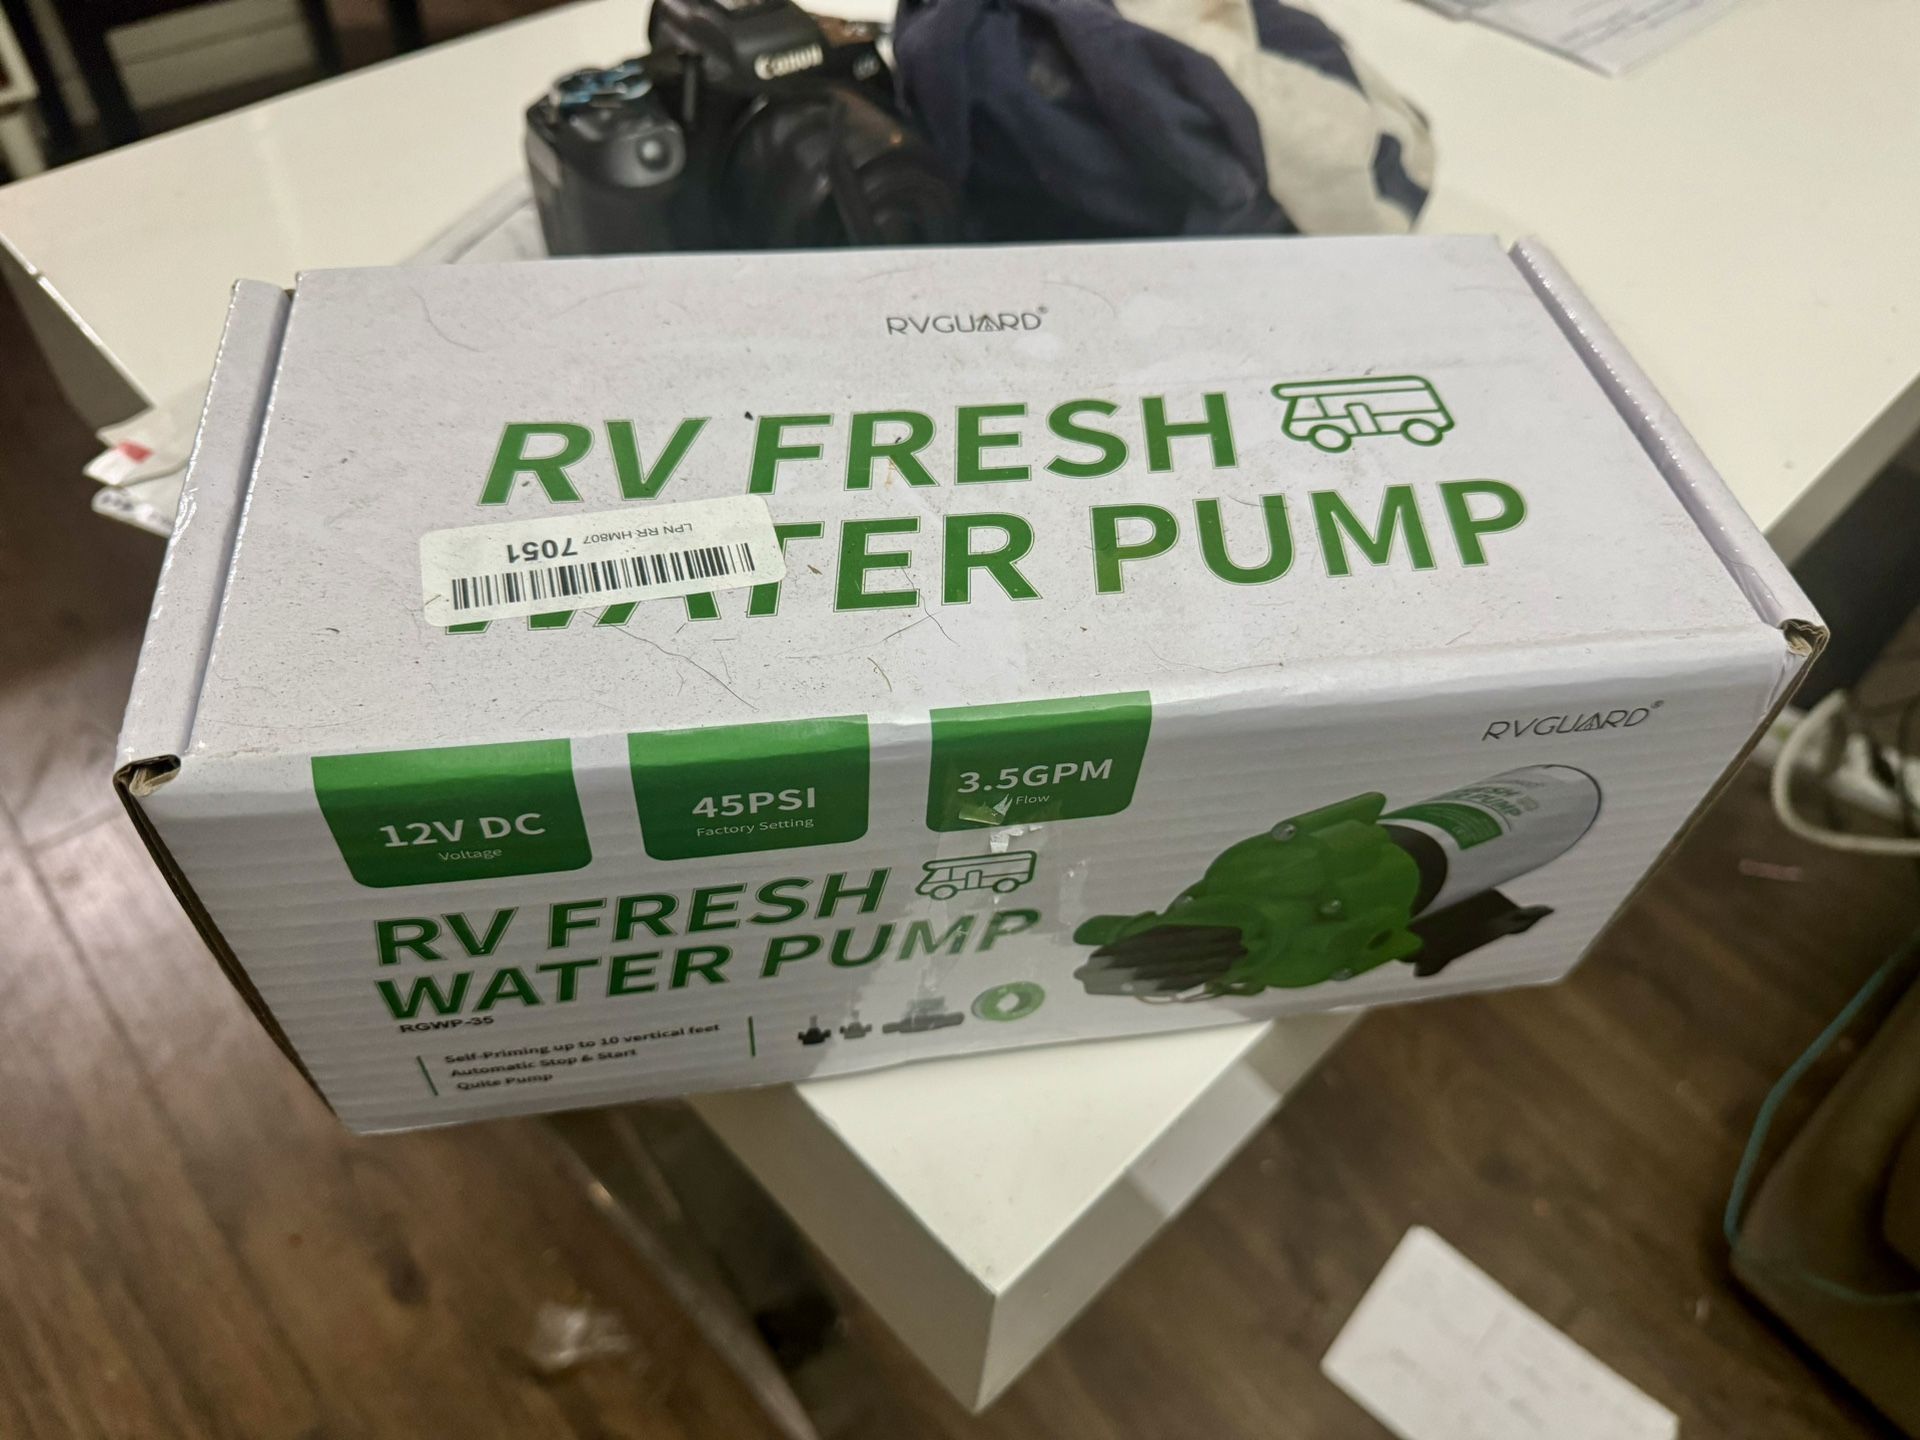 Canon
RVGUARD®
RV FRESH
WATER PUMP
LPN RR HM807 7051
RVGUARD®
12V DC
Voltage
45PSI
Factory Setting
3.5GPM
Flow
RV FRESH
WATER PUMP
RGWP-35
Self-Priming up to 10 vertical feet
Automatic Stop & Start
Quite Pump